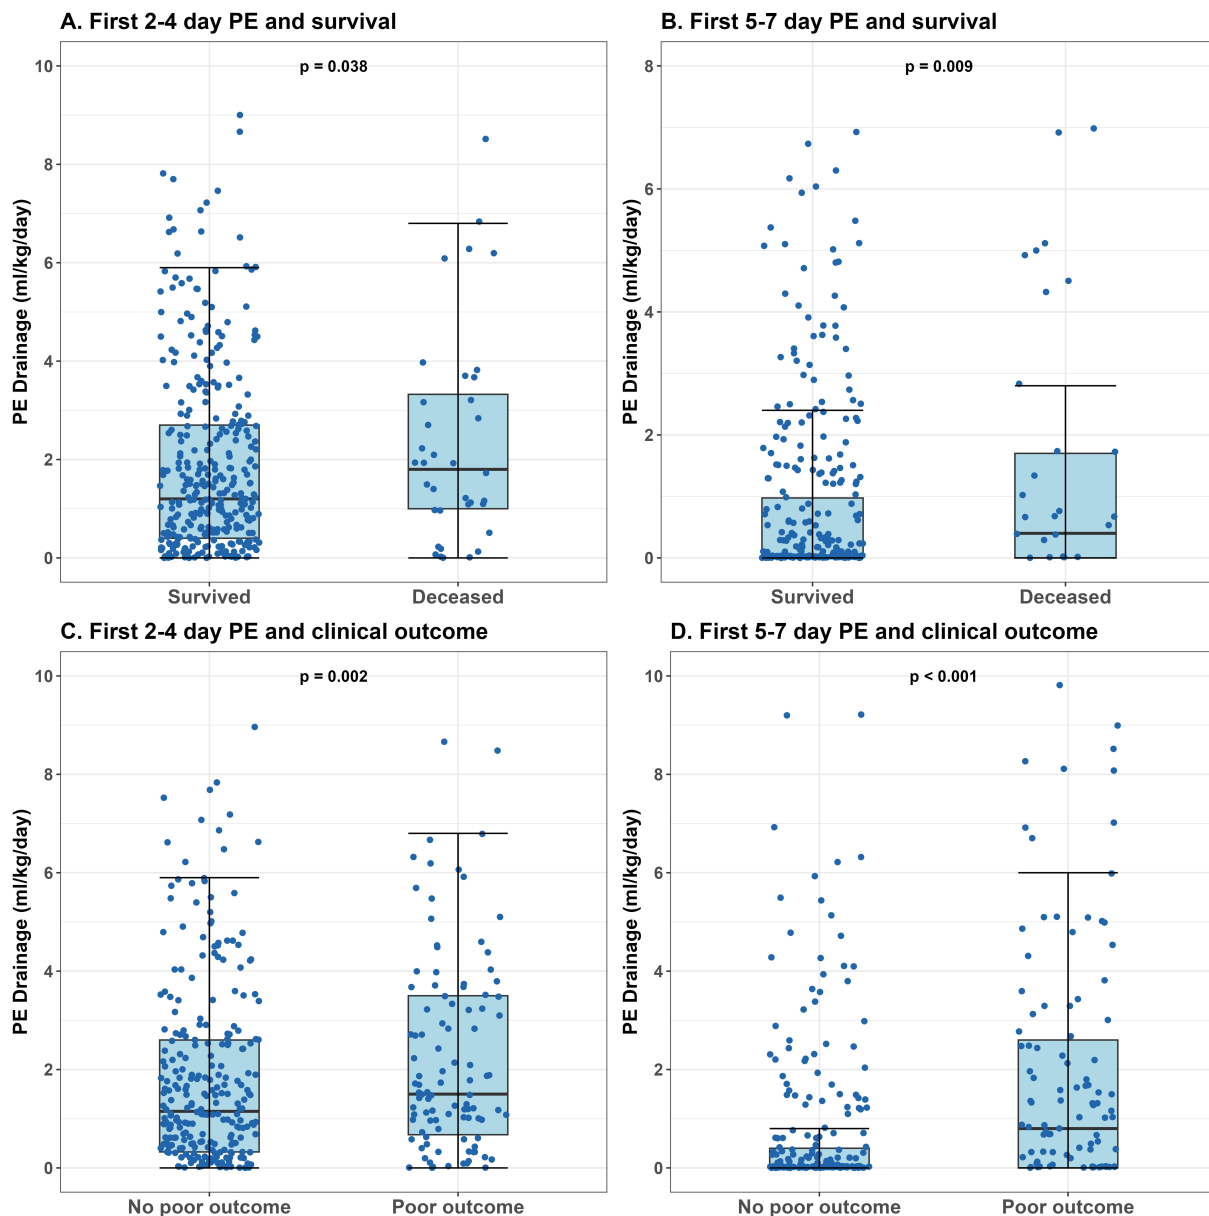 A. First 2-4 day PE and survival
PE Drainage (ml/kg/day)
10
8
6
4
2
0
p = 0.038
Survived
Deceased
B. First 5-7 day PE and survival
PE Drainage (ml/kg/day)
8
6
4
2
0
p = 0.009
Survived
Deceased
C. First 2-4 day PE and clinical outcome
PE Drainage (ml/kg/day)
10
8
6
4
2
0
p = 0.002
No poor outcome
Poor outcome
D. First 5-7 day PE and clinical outcome
PE Drainage (ml/kg/day)
10
8
6
4
2
0
p < 0.001
No poor outcome
Poor outcome